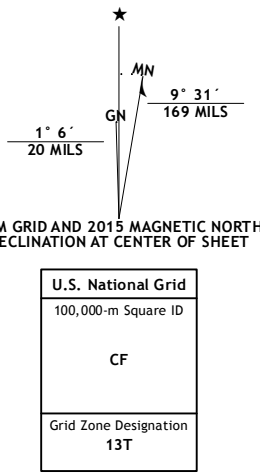 MN
GN
9° 31´
169 MILS
1° 6´
20 MILS
M GRID AND 2015 MAGNETIC NORTH
ECLINATION AT CENTER OF SHEET
U.S. National Grid
100,000-m Square ID
CF
Grid Zone Designation
13T